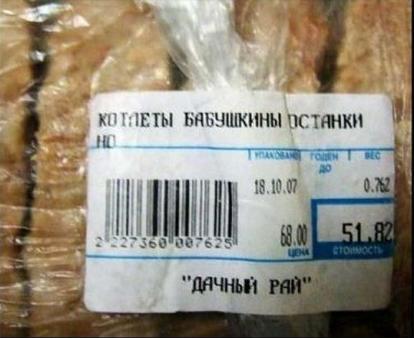 КОТЛЕТЫ БАБУШКИНЫ ОСТАНКИ
НО
УПАКОВАНО ГОДЕН ДО ВЕС
18.10.07 0.762
2 227360 007625
68.00 51.82
ЦЕНА СТОИМОСТЬ
"ДАЧНЫЙ РАЙ"